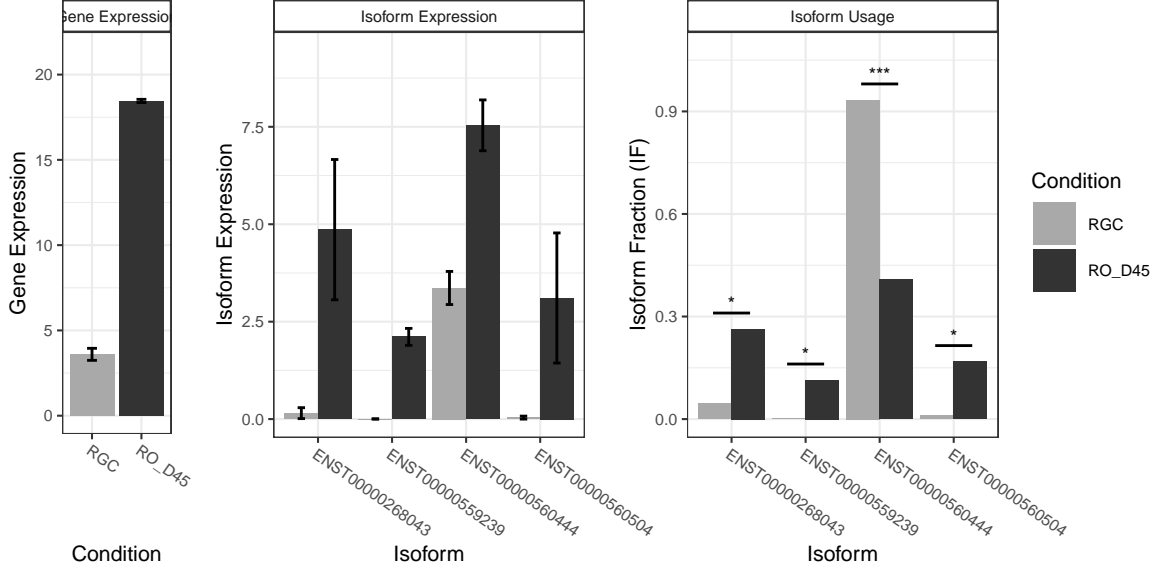 Gene Expression
Isoform Expression
Isoform Usage
Gene Expression
0
5
10
15
20
RGC
RO_D45
Condition
Isoform Expression
0.0
2.5
5.0
7.5
ENST00000268043
ENST00000559239
ENST00000560444
ENST00000560504
Isoform
Isoform Fraction (IF)
0.0
0.3
0.6
0.9
*
*
***
*
ENST00000268043
ENST00000559239
ENST00000560444
ENST00000560504
Isoform
Condition
RGC
RO_D45